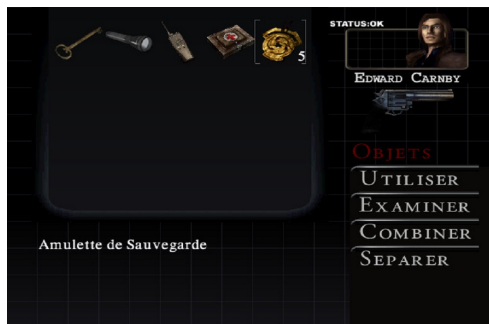 STATUS:OK
EDWARD CARNBY
5
OBJETS
UTILISER
EXAMINER
COMBINER
SEPARER
Amulette de Sauvegarde